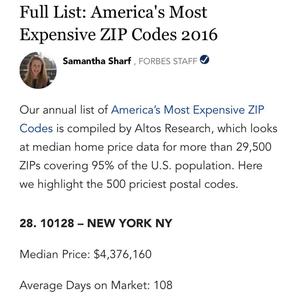 Full List: America's Most
Expensive ZIP Codes 2016
Samantha Sharf , FORBES STAFF
Our annual list of America's Most Expensive ZIP
Codes is compiled by Altos Research, which looks
at median home price data for more than 29,500
ZIPs covering 95% of the U.S. population. Here
we highlight the 500 priciest postal codes.
28. 10128 – NEW YORK NY
Median Price: $4,376,160
Average Days on Market: 108